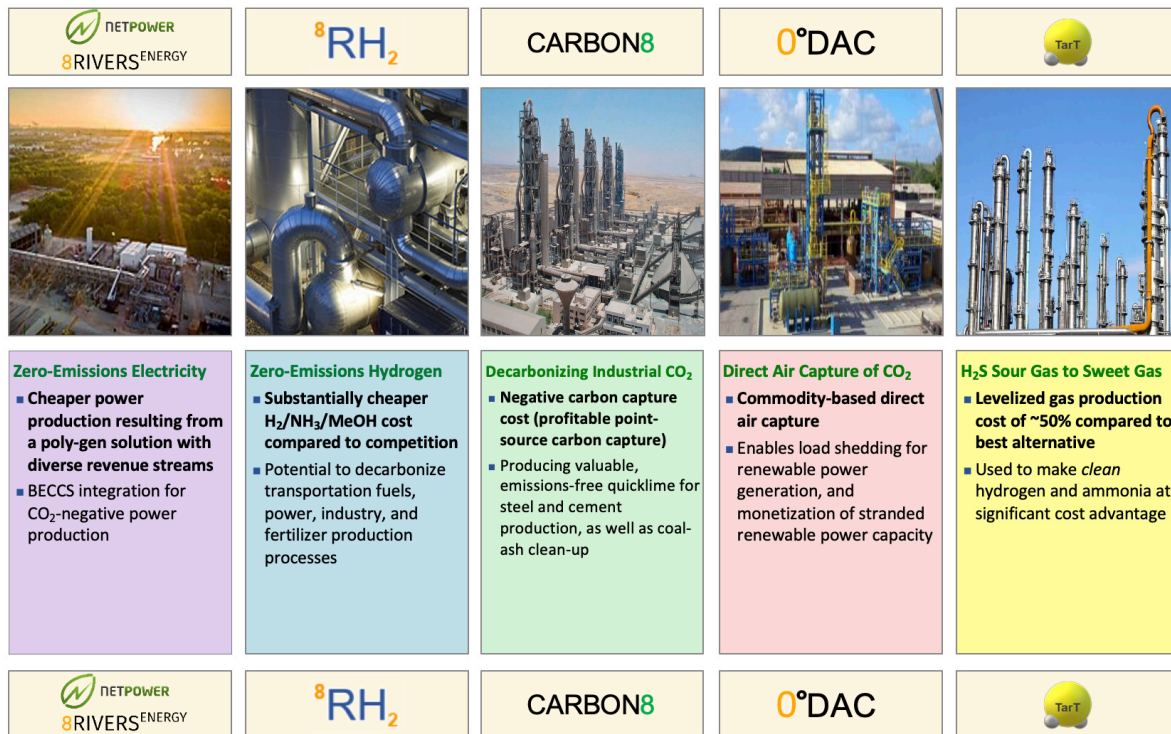 NETPOWER
8RIVERS ENERGY
⁸RH₂
CARBON8
0°DAC
TarT
Zero-Emissions Electricity
▪ Cheaper power
production resulting from
a poly-gen solution with
diverse revenue streams
▪ BECCS integration for
CO₂-negative power
production
Zero-Emissions Hydrogen
▪ Substantially cheaper
H₂/NH₃/MeOH cost
compared to competition
▪ Potential to decarbonize
transportation fuels,
power, industry, and
fertilizer production
processes
Decarbonizing Industrial CO₂
▪ Negative carbon capture
cost (profitable point-
source carbon capture)
▪ Producing valuable,
emissions-free quicklime for
steel and cement
production, as well as coal-
ash clean-up
Direct Air Capture of CO₂
▪ Commodity-based direct
air capture
▪ Enables load shedding for
renewable power
generation, and
monetization of stranded
renewable power capacity
H₂S Sour Gas to Sweet Gas
▪ Levelized gas production
cost of ~50% compared to
best alternative
▪ Used to make clean
hydrogen and ammonia at
significant cost advantage
NETPOWER
8RIVERS ENERGY
⁸RH₂
CARBON8
0°DAC
TarT